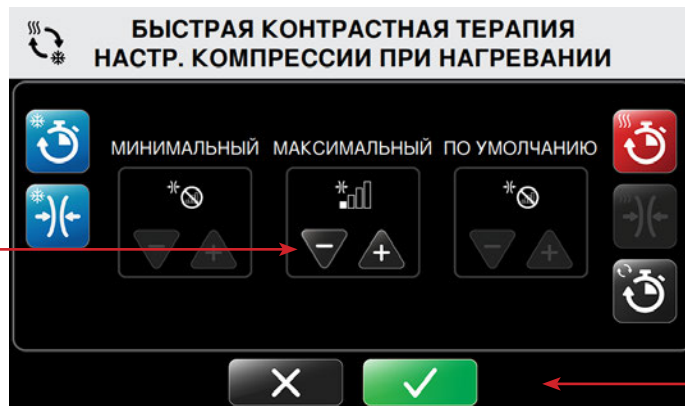 БЫСТРАЯ КОНТРАСТНАЯ ТЕРАПИЯ
НАСТР. КОМПРЕССИИ ПРИ НАГРЕВАНИИ
МИНИМАЛЬНЫЙ МАКСИМАЛЬНЫЙ ПО УМОЛЧАНИЮ